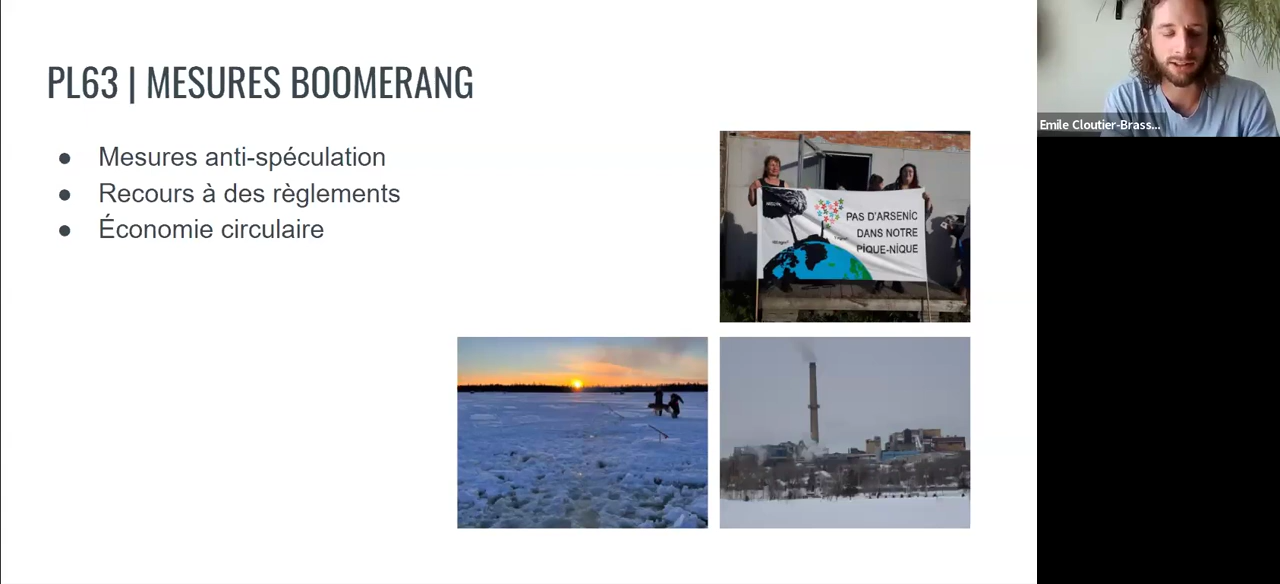 PL63 | MESURES BOOMERANG
● Mesures anti-spéculation
● Recours à des règlements
● Économie circulaire
PAS D'ARSENIC
DANS NOTRE
PIQUE-NIQUE
Emile Cloutier-Brass...